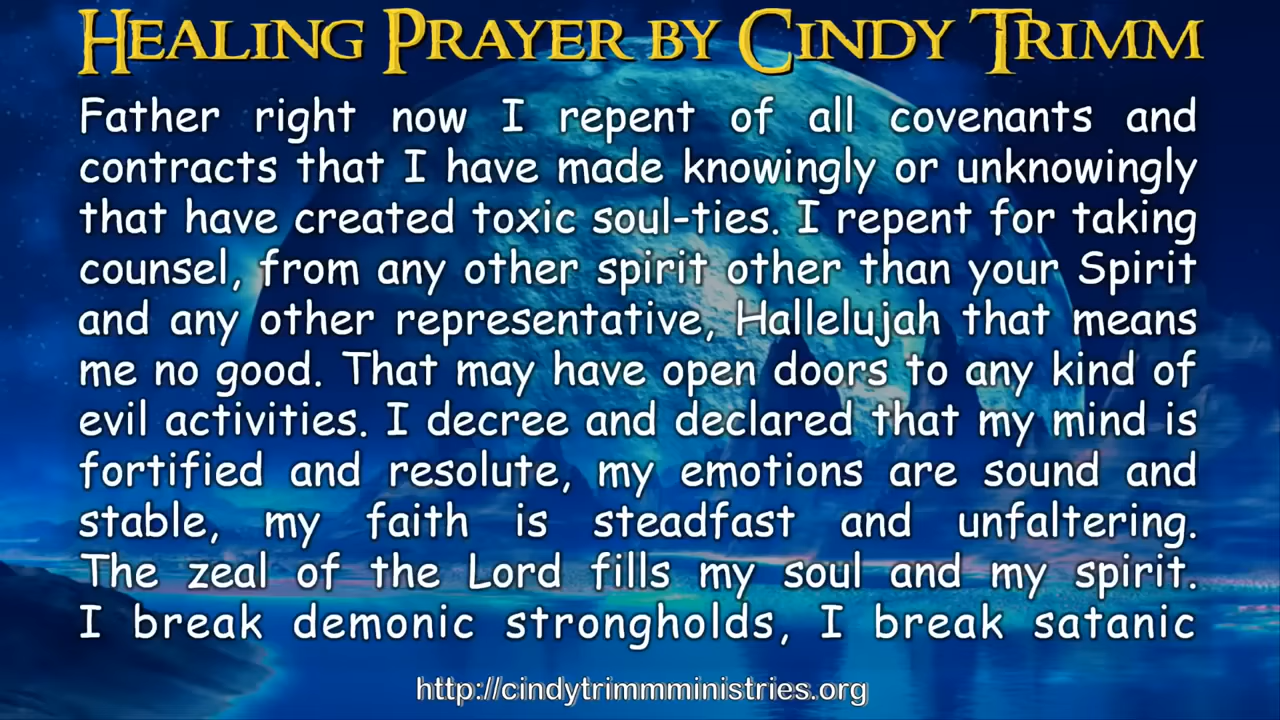 Healing Prayer by Cindy Trimm
Father right now I repent of all covenants and
contracts that I have made knowingly or unknowingly
that have created toxic soul-ties. I repent for taking
counsel, from any other spirit other than your Spirit
and any other representative, Hallelujah that means
me no good. That may have open doors to any kind of
evil activities. I decree and declared that my mind is
fortified and resolute, my emotions are sound and
stable, my faith is steadfast and unfaltering.
The zeal of the Lord fills my soul and my spirit.
I break demonic strongholds, I break satanic
http://cindytrimmministries.org